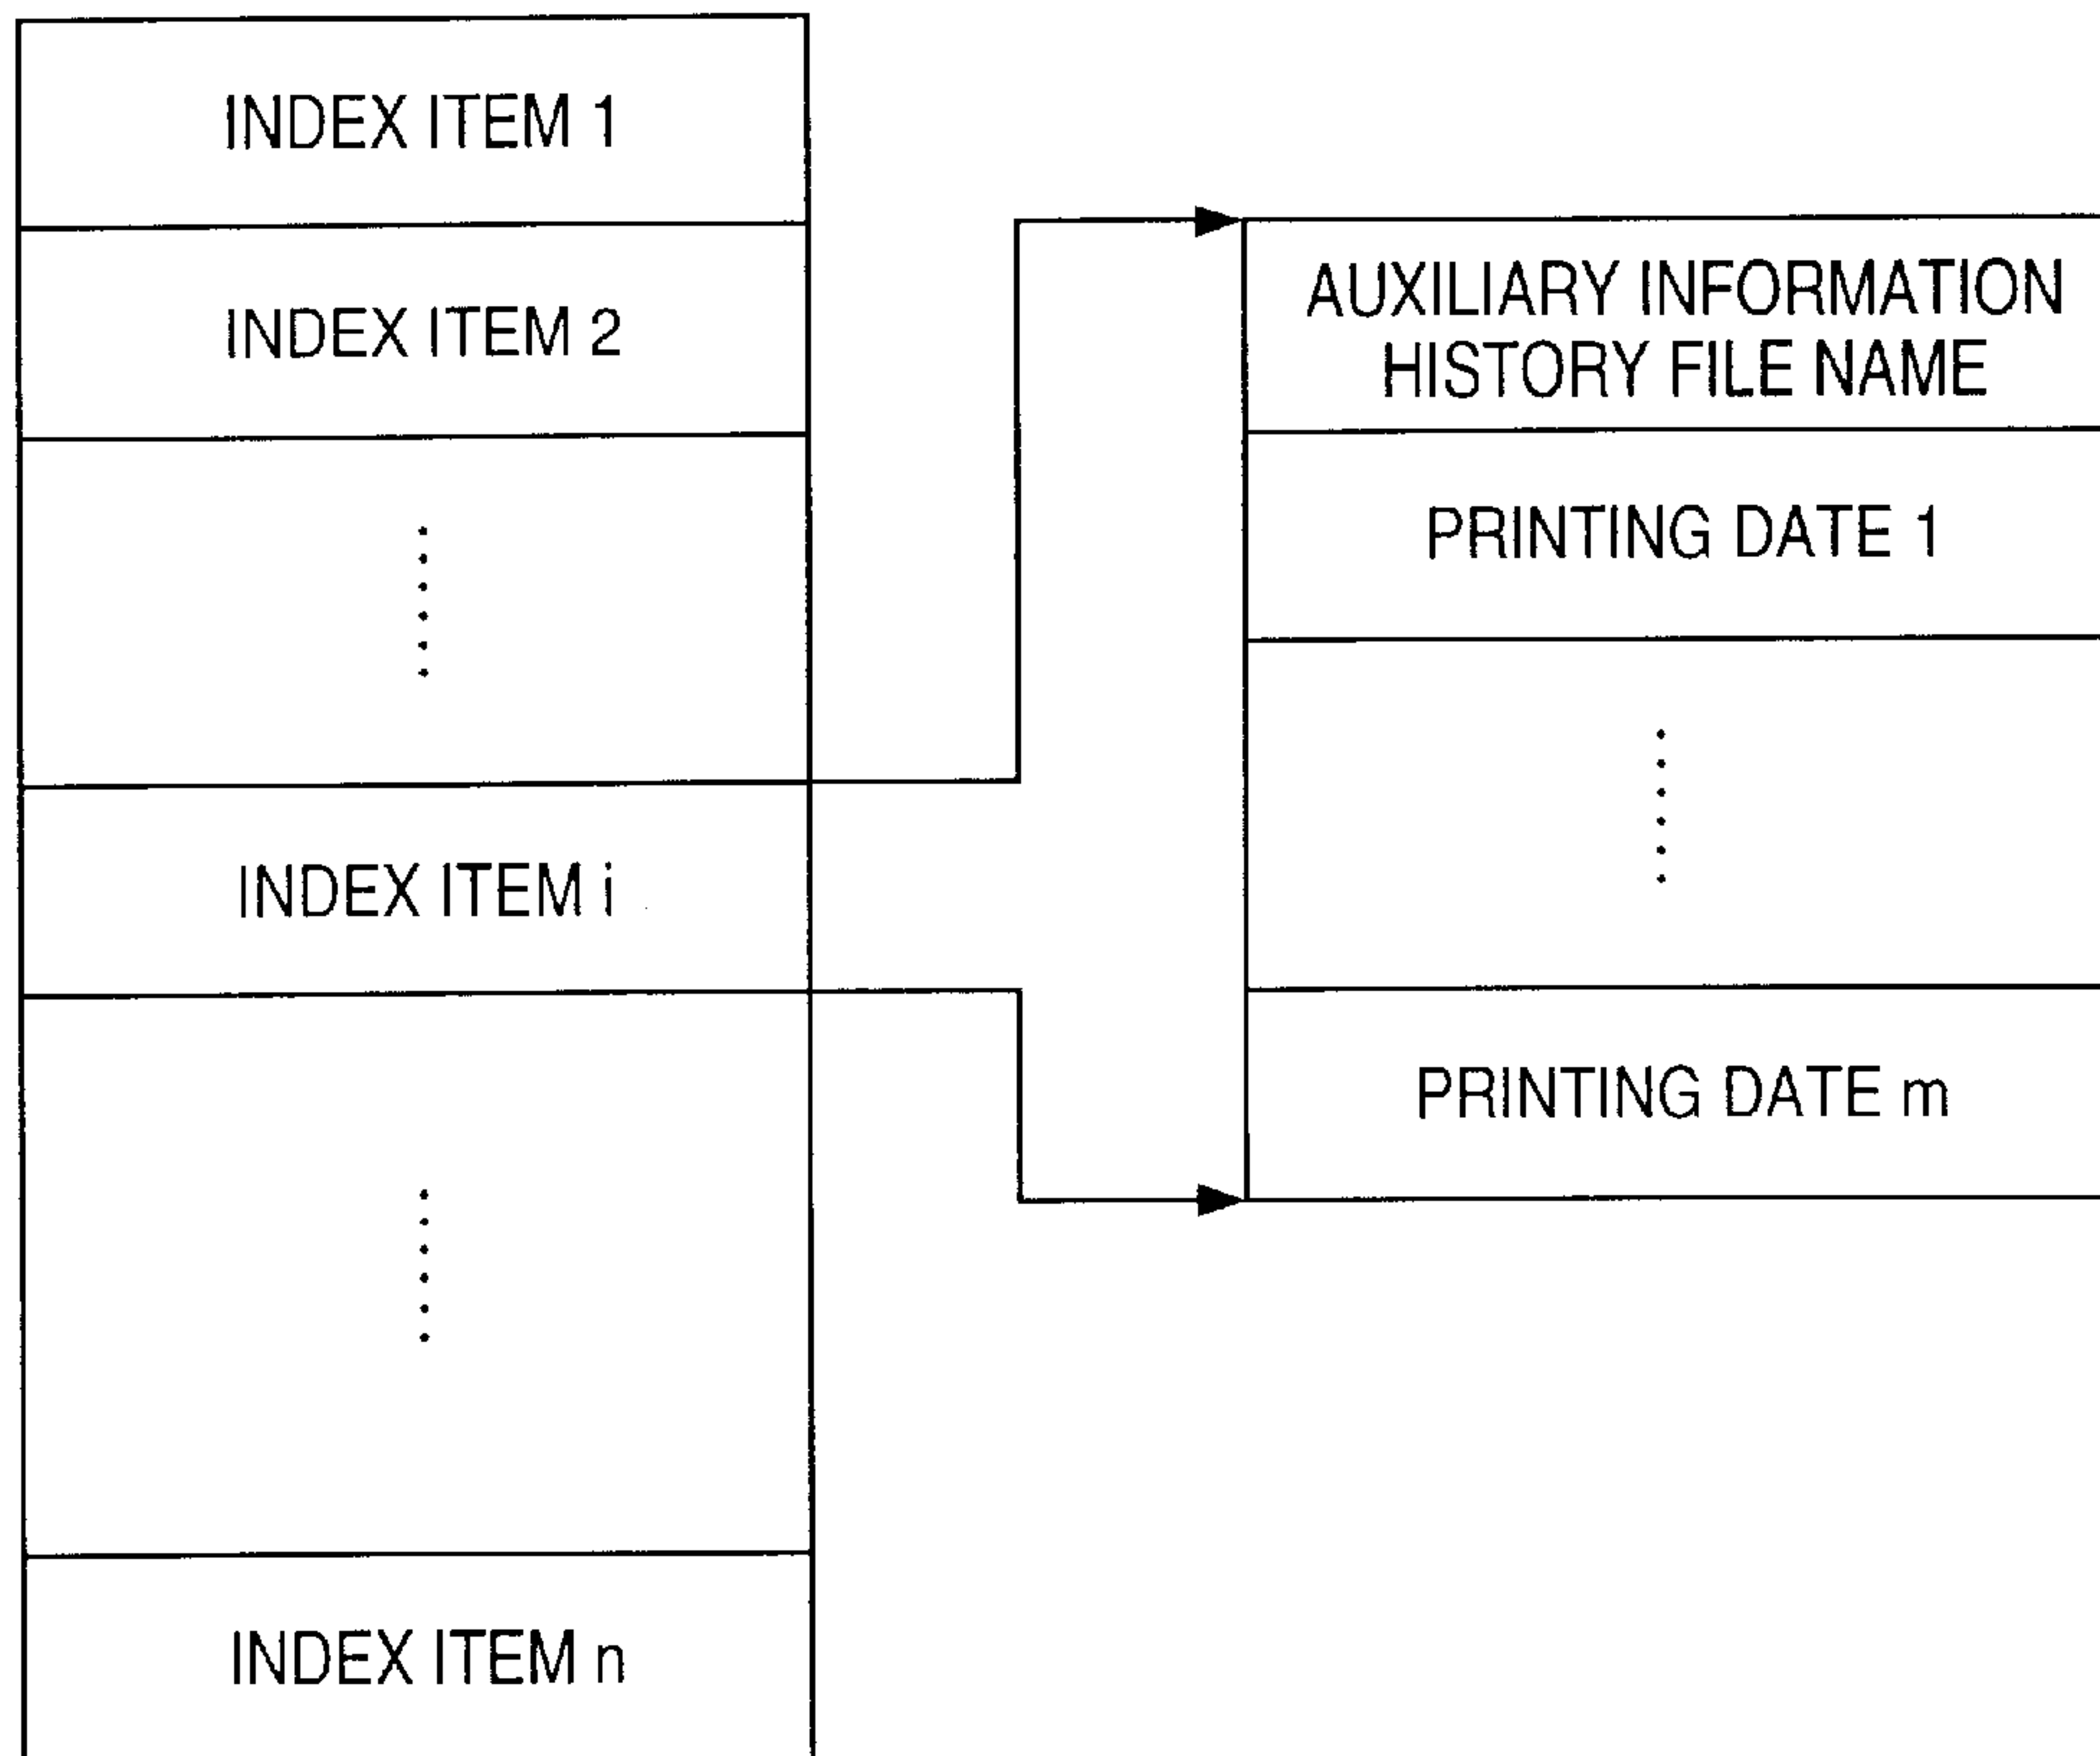 INDEX ITEM 1
INDEX ITEM 2
INDEX ITEM i
INDEX ITEM n
AUXILIARY INFORMATION
HISTORY FILE NAME
PRINTING DATE 1
PRINTING DATE m